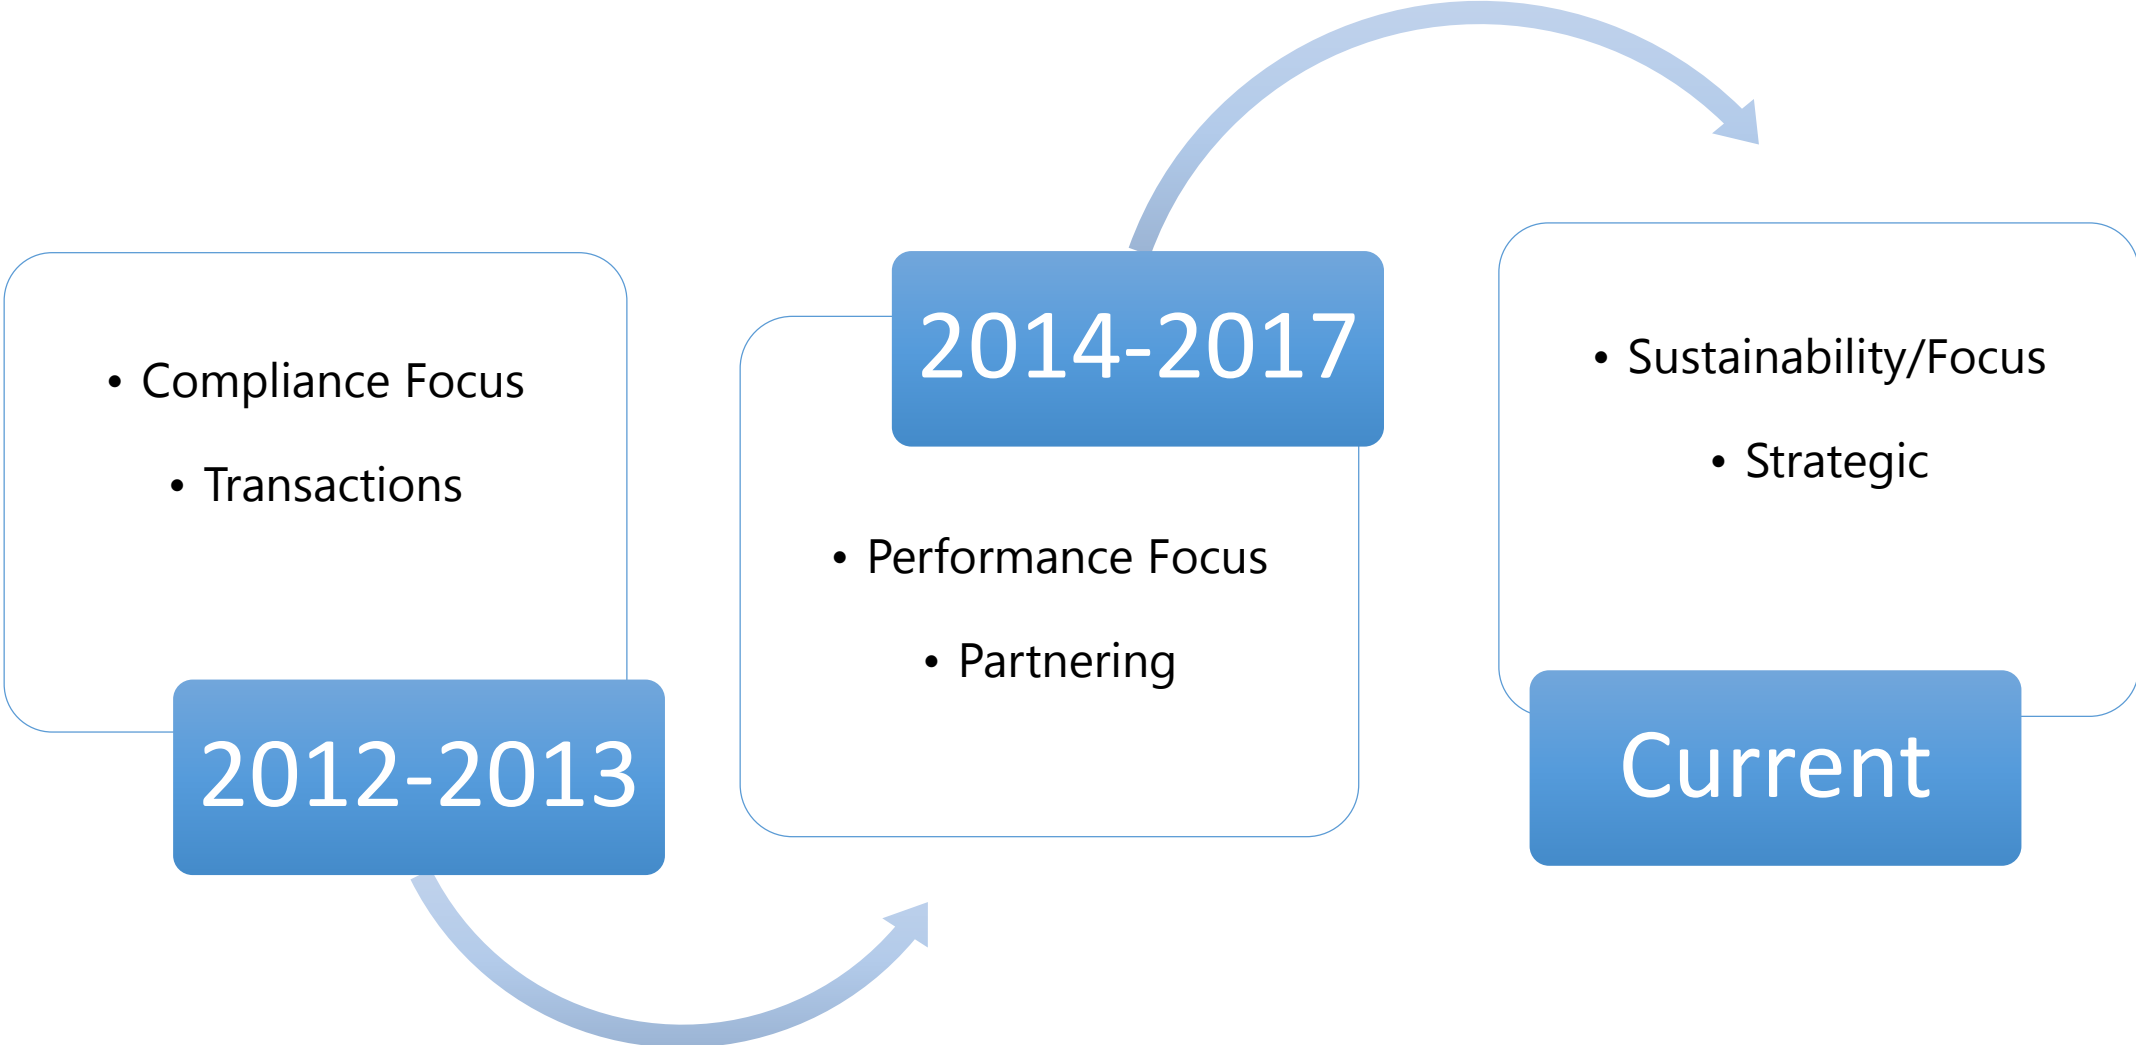 • Compliance Focus
• Transactions
2012-2013
2014-2017
• Performance Focus
• Partnering
• Sustainability/Focus
• Strategic
Current